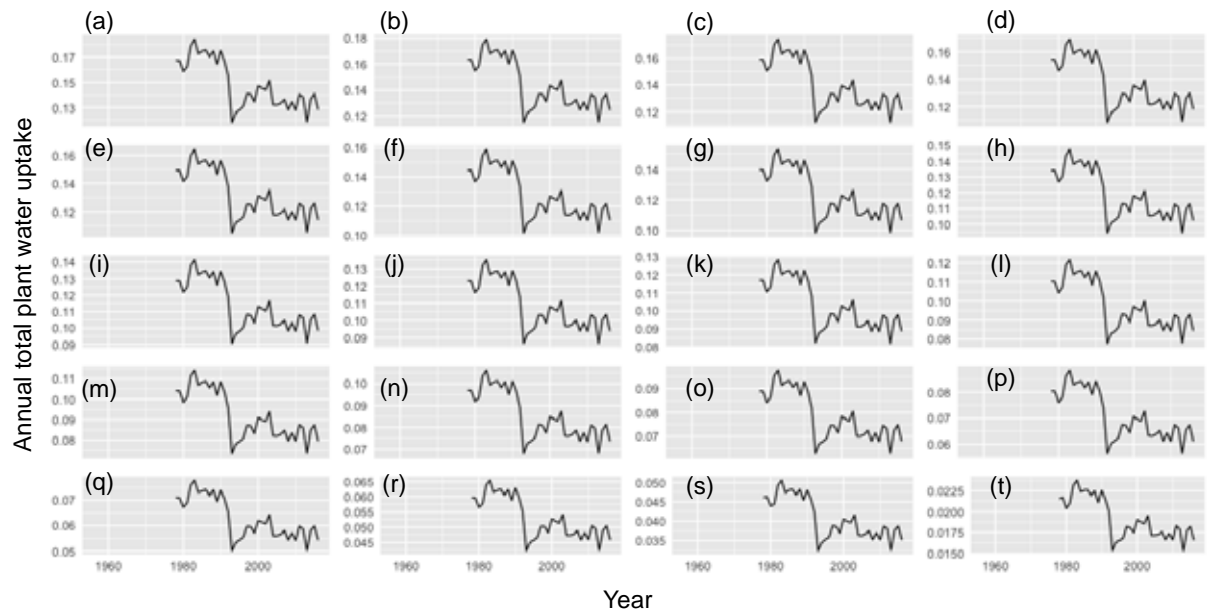 (a) (b) (c) (d)
0.17 0.15 0.13
0.18 0.16 0.14 0.12
0.16 0.14 0.12
0.16 0.14 0.12
(e) (f) (g) (h)
0.16 0.14 0.12
0.16 0.14 0.12 0.10
0.14 0.12 0.10
0.15 0.14 0.13 0.12 0.11 0.10
(i) (j) (k) (l)
0.14 0.13 0.12 0.11 0.10 0.09
0.13 0.12 0.11 0.10 0.09
0.13 0.12 0.11 0.10 0.09 0.08
0.12 0.11 0.10 0.09 0.08
(m) (n) (o) (p)
0.11 0.10 0.09 0.08
0.10 0.09 0.08 0.07
0.09 0.08 0.07
0.08 0.07 0.06
(q) (r) (s) (t)
0.07 0.06 0.05
0.065 0.060 0.055 0.050 0.045
0.050 0.045 0.040 0.035
0.0225 0.0200 0.0175 0.0150
1960 1980 2000 1960 1980 2000 1960 1980 2000 1960 1980 2000
Annual total plant water uptake
Year